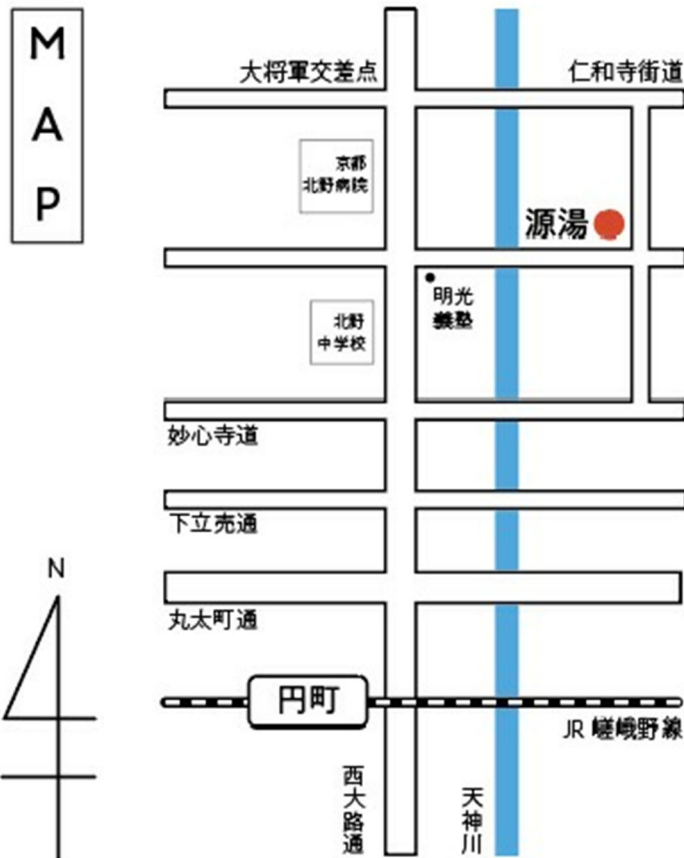 MAP
大将軍交差点
仁和寺街道
京都
北野病院
源湯
明光
義塾
北野
中学校
妙心寺道
下立売通
丸太町通
N
円町
JR 嵯峨野線
西大路通
天神川